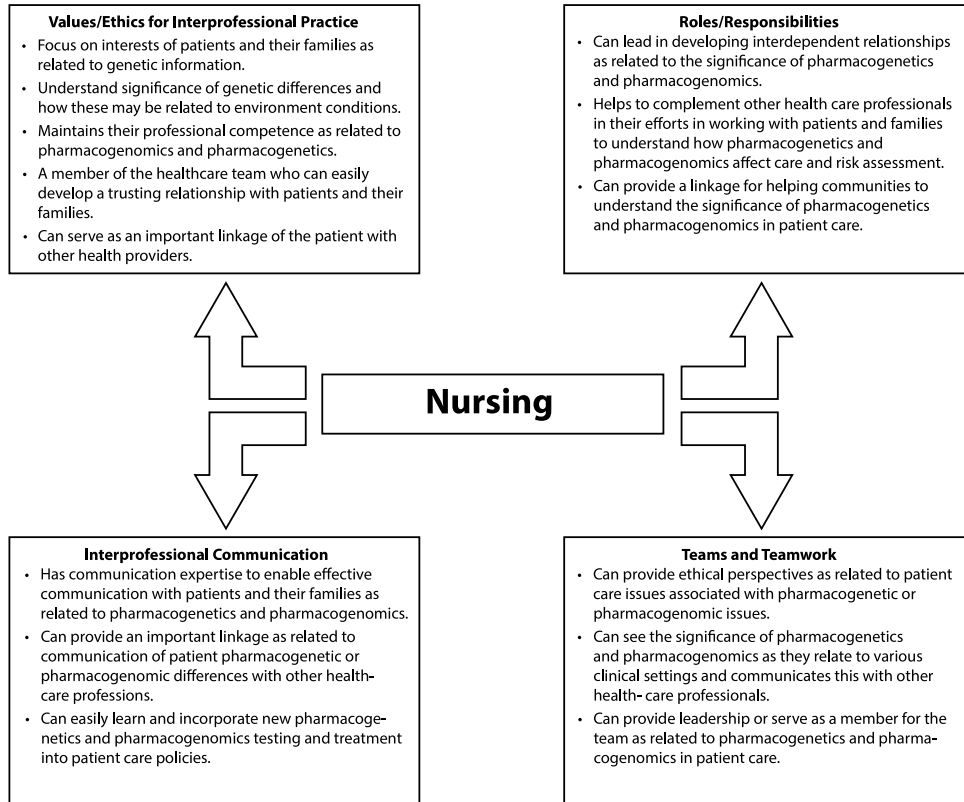 Values/Ethics for Interprofessional Practice
• Focus on interests of patients and their families as
related to genetic information.
• Understand significance of genetic differences and
how these may be related to environment conditions.
• Maintains their professional competence as related to
pharmacogenomics and pharmacogenetics.
• A member of the healthcare team who can easily
develop a trusting relationship with patients and their
families.
• Can serve as an important linkage of the patient with
other health providers.
Roles/Responsibilities
• Can lead in developing interdependent relationships
as related to the significance of pharmacogenetics
and pharmacogenomics.
• Helps to complement other health care professionals
in their efforts in working with patients and families
to understand how pharmacogenetics and
pharmacogenomics affect care and risk assessment.
• Can provide a linkage for helping communities to
understand the significance of pharmacogenetics
and pharmacogenomics in patient care.
Nursing
Interprofessional Communication
• Has communication expertise to enable effective
communication with patients and their families as
related to pharmacogenetics and pharmacogenomics.
• Can provide an important linkage as related to
communication of patient pharmacogenetic or
pharmacogenomic differences with other health-
care professions.
• Can easily learn and incorporate new pharmacoge-
netics and pharmacogenomics testing and treatment
into patient care policies.
Teams and Teamwork
• Can provide ethical perspectives as related to patient
care issues associated with pharmacogenetic or
pharmacogenomic issues.
• Can see the significance of pharmacogenetics
and pharmacogenomics as they relate to various
clinical settings and communicates this with other
health- care professionals.
• Can provide leadership or serve as a member for the
team as related to pharmacogenetics and pharma-
cogenomics in patient care.